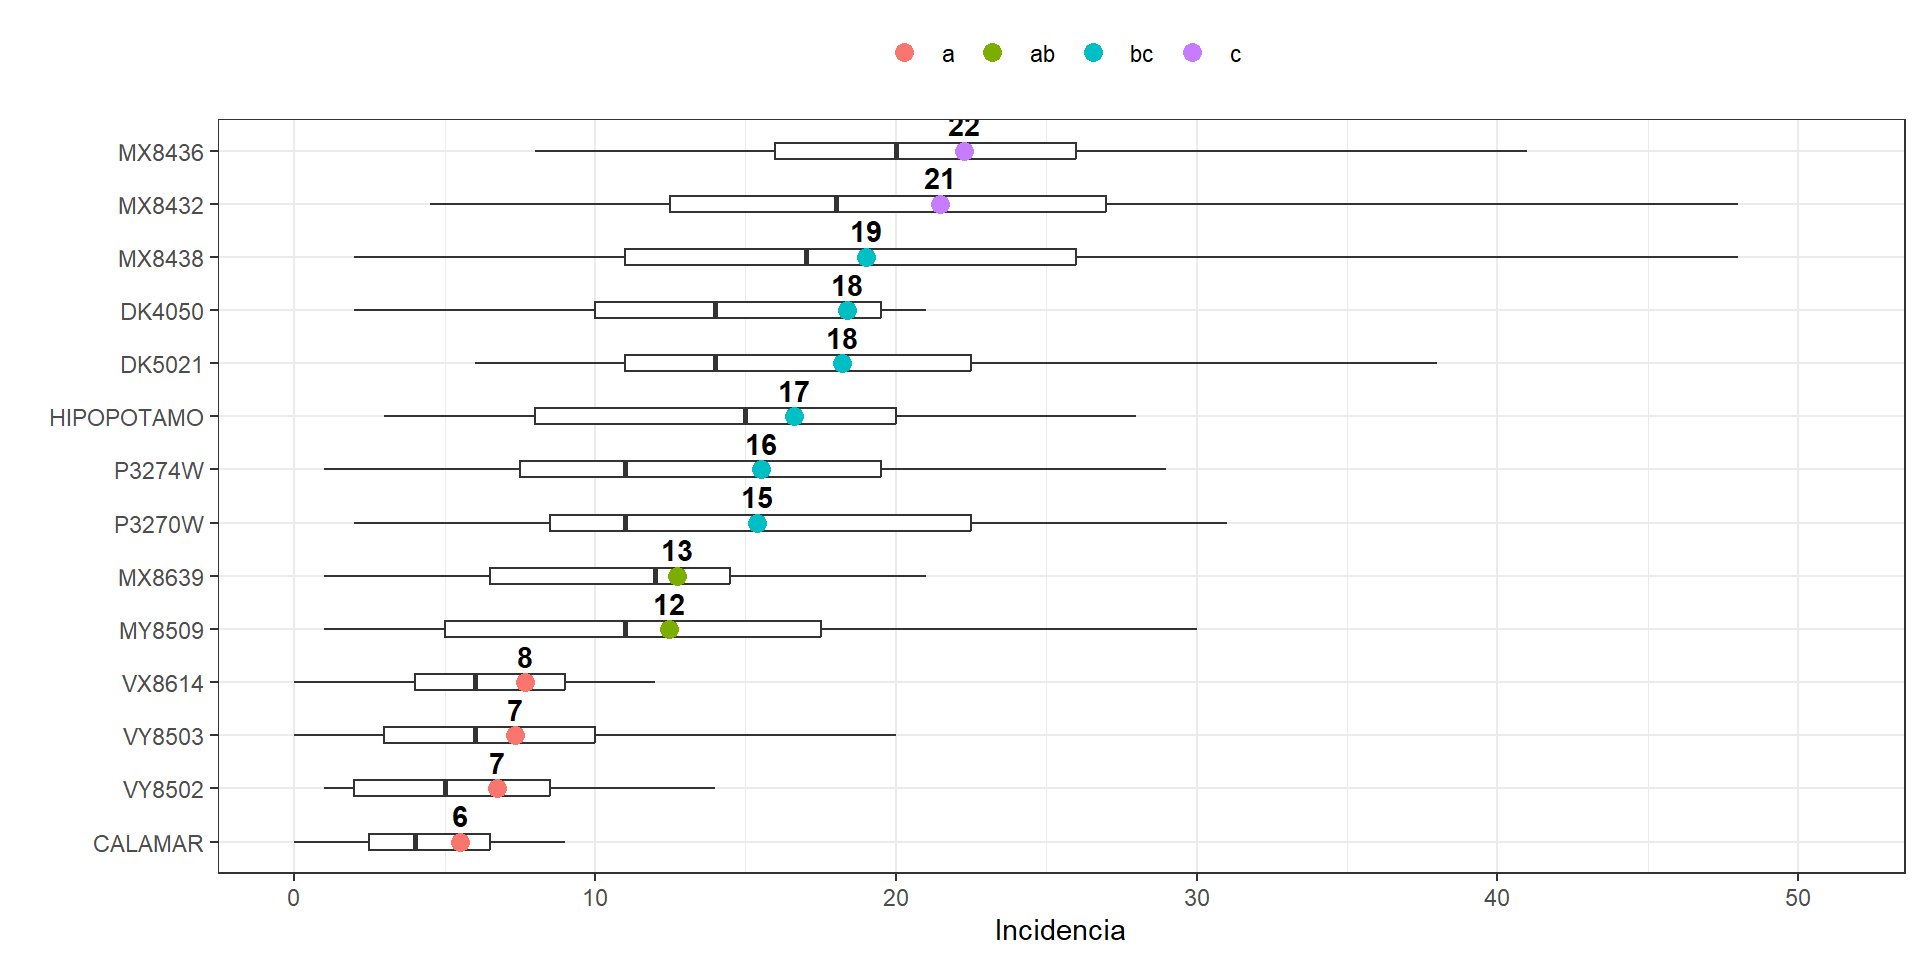 a ab bc c
22
MX8436
21
MX8432
19
MX8438
18
DK4050
18
DK5021
17
HIPOPOTAMO
16
P3274W
15
P3270W
13
MX8639
12
MY8509
8
VX8614
7
VY8503
7
VY8502
6
CALAMAR
0 10 20 30 40 50
Incidencia